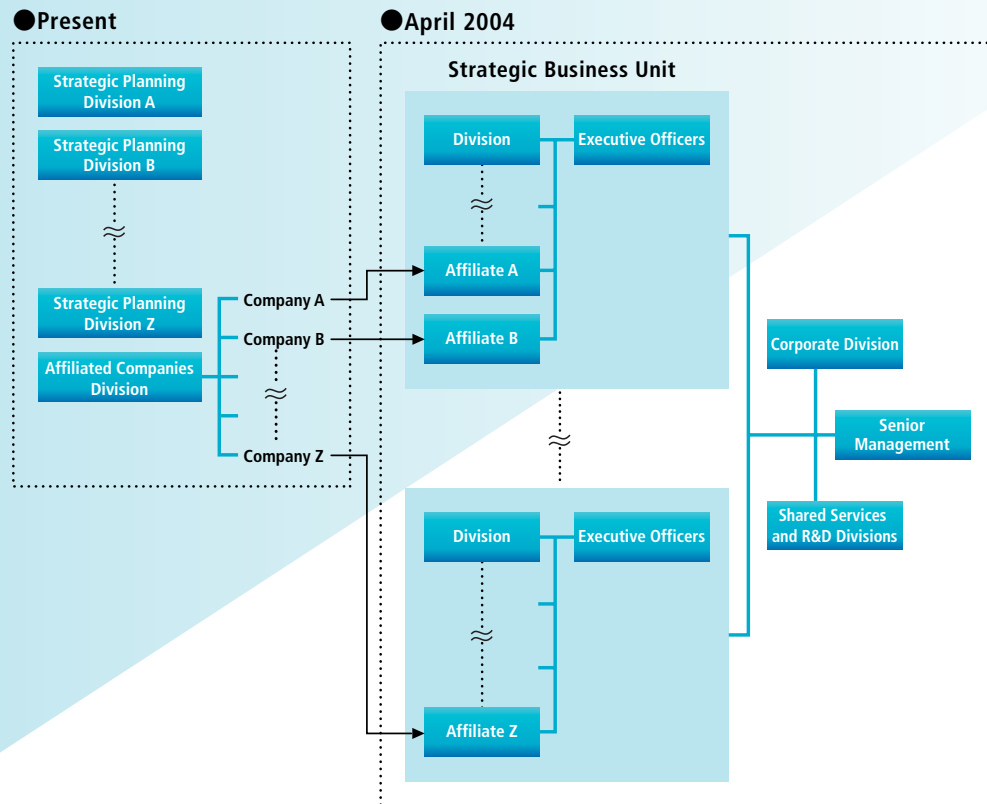 ●Present
Strategic Planning
Division A
Strategic Planning
Division B
Strategic Planning
Division Z
Affiliated Companies
Division
Company A
Company B
Company Z
●April 2004
Strategic Business Unit
Division
Executive Officers
Affiliate A
Affiliate B
Division
Executive Officers
Affiliate Z
Corporate Division
Senior
Management
Shared Services
and R&D Divisions